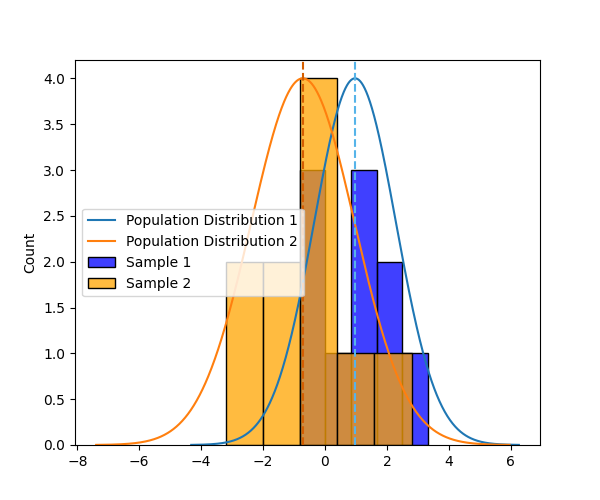 4.0
3.5
3.0
2.5
2.0
1.5
1.0
0.5
0.0
Count
Population Distribution 1
Population Distribution 2
Sample 1
Sample 2
−8 −6 −4 −2 0 2 4 6